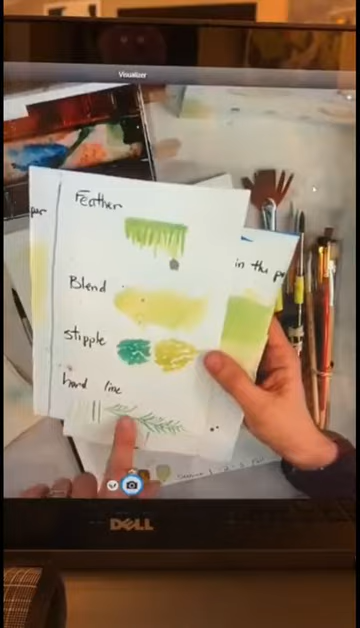 Visualizer
Feather
Blend
in the
stipple
hard line
DELL